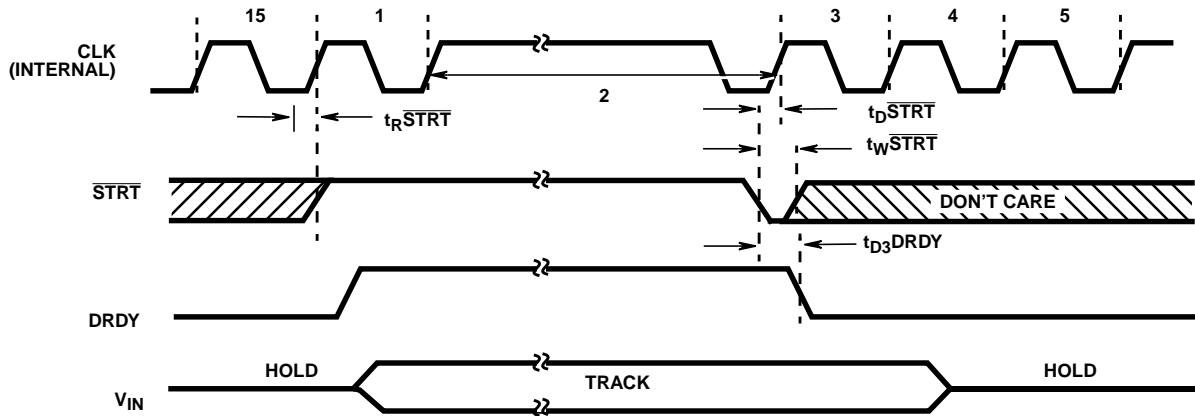 15 1 3 4 5
CLK
(INTERNAL)
2
tRSTRT
tDSTRT
tWSTRT
STRT
DON'T CARE
tD3DRDY
DRDY
HOLD TRACK HOLD
VIN